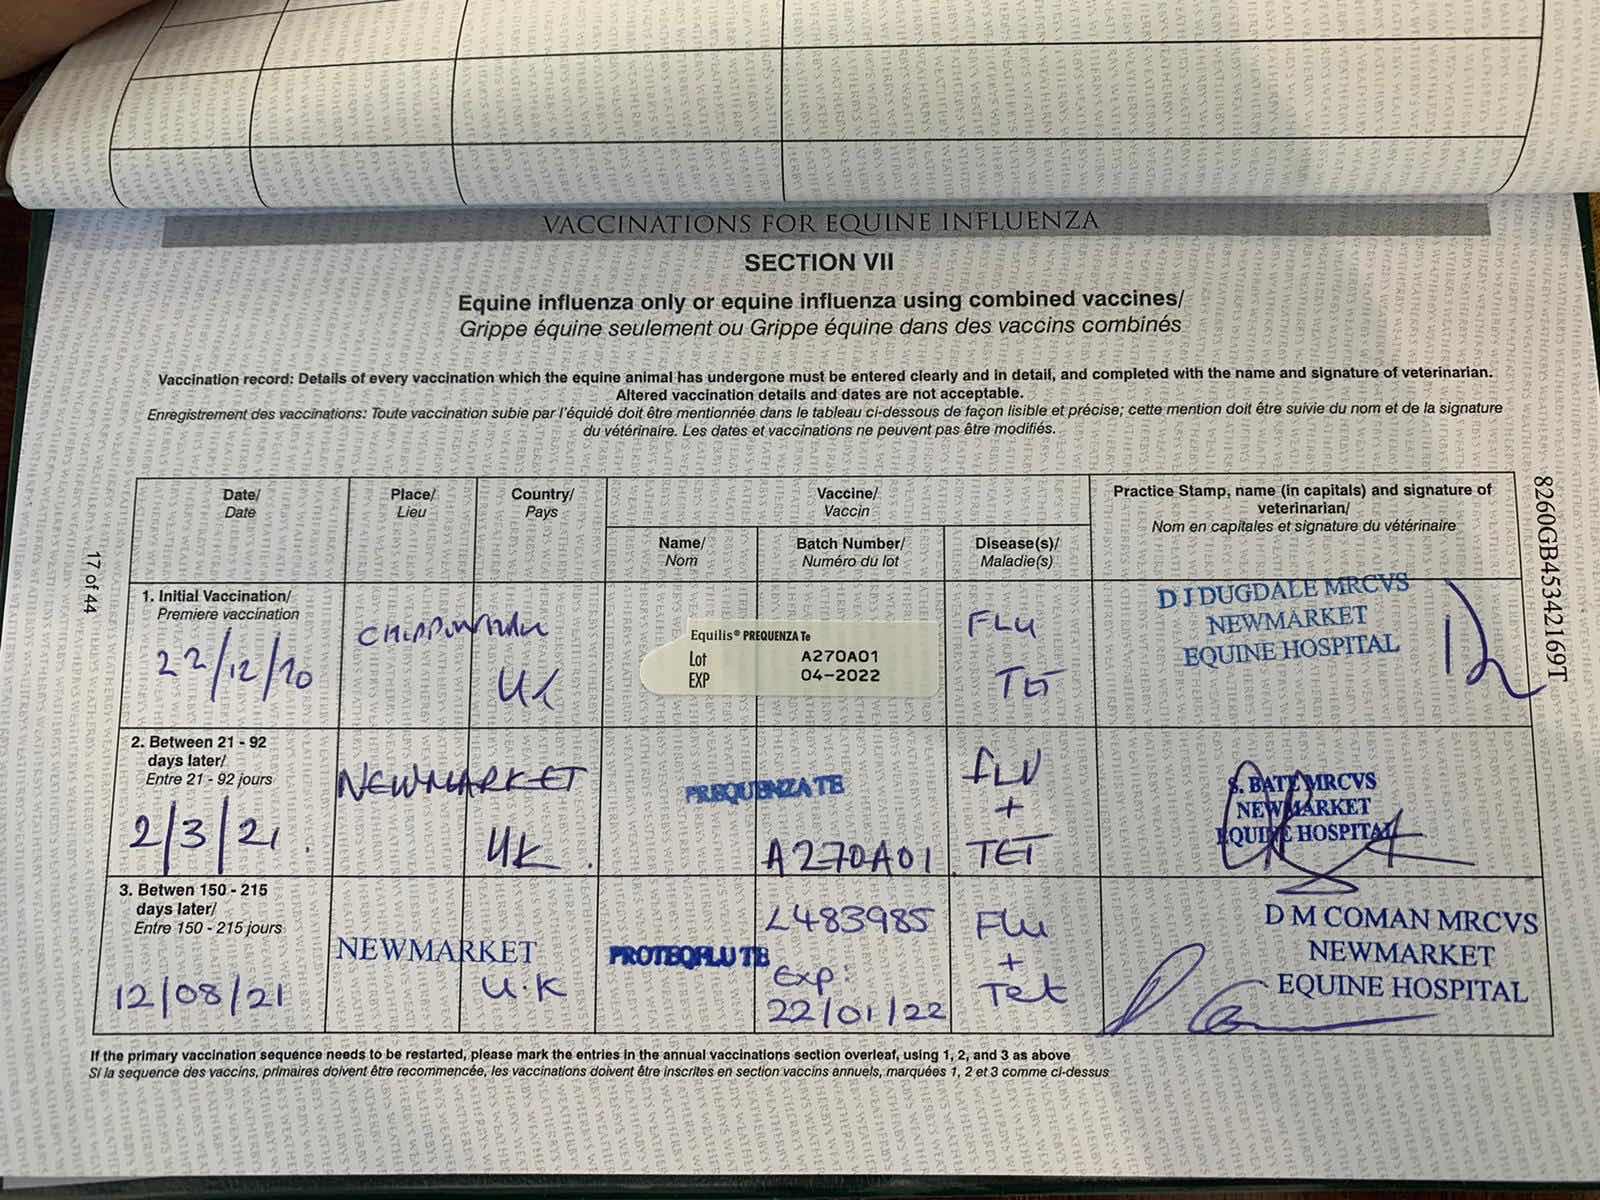 VACCINATIONS FOR EQUINE INFLUENZA
SECTION VII
Equine influenza only or equine influenza using combined vaccines/
Grippe équine seulement ou Grippe équine dans des vaccins combinés
Vaccination record: Details of every vaccination which the equine animal has undergone must be entered clearly and in detail, and completed with the name and signature of veterinarian.
Altered vaccination details and dates are not acceptable.
Enregistrement des vaccinations: Toute vaccination subie par l'équidé doit être mentionnée dans le tableau ci-dessous de façon lisible et précise; cette mention doit être suivie du nom et de la signature
du vétérinaire. Les dates et vaccinations ne peuvent pas être modifiés.
Date/
Date
Place/
Lieu
Country/
Pays
Vaccine/
Vaccin
Name/
Nom
Batch Number/
Numéro du lot
Disease(s)/
Maladie(s)
Practice Stamp, name (in capitals) and signature of
veterinarian/
Nom en capitales et signature du vétérinaire
1. Initial Vaccination/
Premiere vaccination
22/12/20
UK
Equilis® PREQUENZA Te
Lot A270A01
EXP 04-2022
FLU
TET
D J DUGDALE MRCVS
NEWMARKET
EQUINE HOSPITAL
2. Between 21 - 92
days later/
Entre 21 - 92 jours
2/3/21.
NEWMARKET
UK.
PREQUENZA TE
A270A01
FLU
+
TET
S. BATE MRCVS
NEWMARKET
EQUINE HOSPITAL
3. Betwen 150 - 215
days later/
Entre 150 - 215 jours
12/08/21
NEWMARKET
U.K
PROTEQFLU TE
L483985
Exp:
22/01/22
Flu
+
Tet
D M COMAN MRCVS
NEWMARKET
EQUINE HOSPITAL
If the primary vaccination sequence needs to be restarted, please mark the entries in the annual vaccinations section overleaf, using 1, 2, and 3 as above
Si la sequence des vaccins, primaires doivent être recommencée, les vaccinations doivent être inscrites en section vaccins annuels, marquées 1, 2 et 3 comme ci-dessus
17 of 44
8260GB45342169T